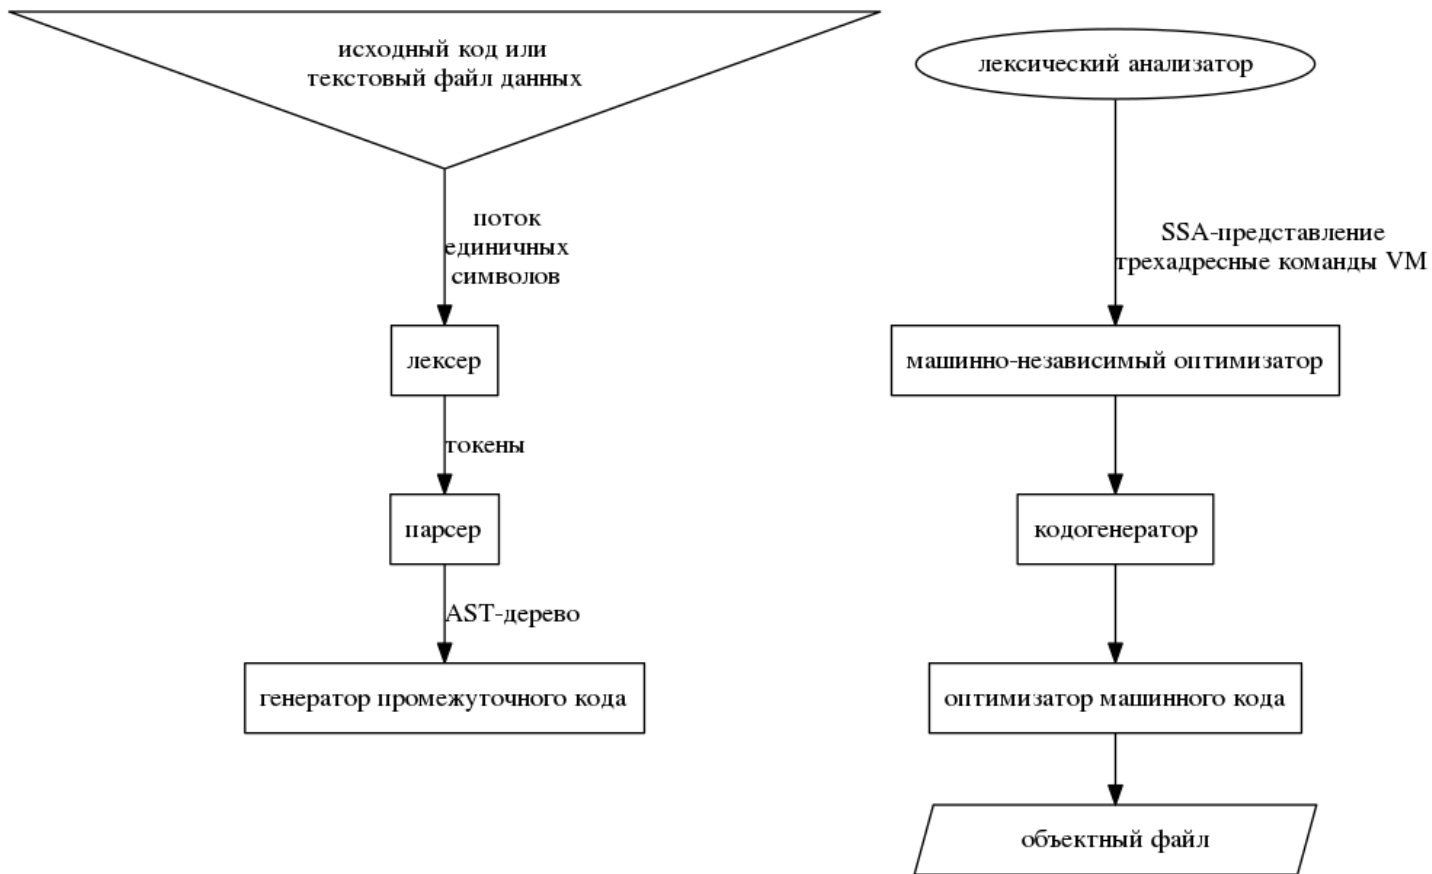 исходный код или
текстовый файл данных
поток
единичных
символов
лексер
токены
парсер
AST-дерево
генератор промежуточного кода
лексический анализатор
SSA-представление
трехадресные команды VM
машинно-независимый оптимизатор
кодогенератор
оптимизатор машинного кода
объектный файл